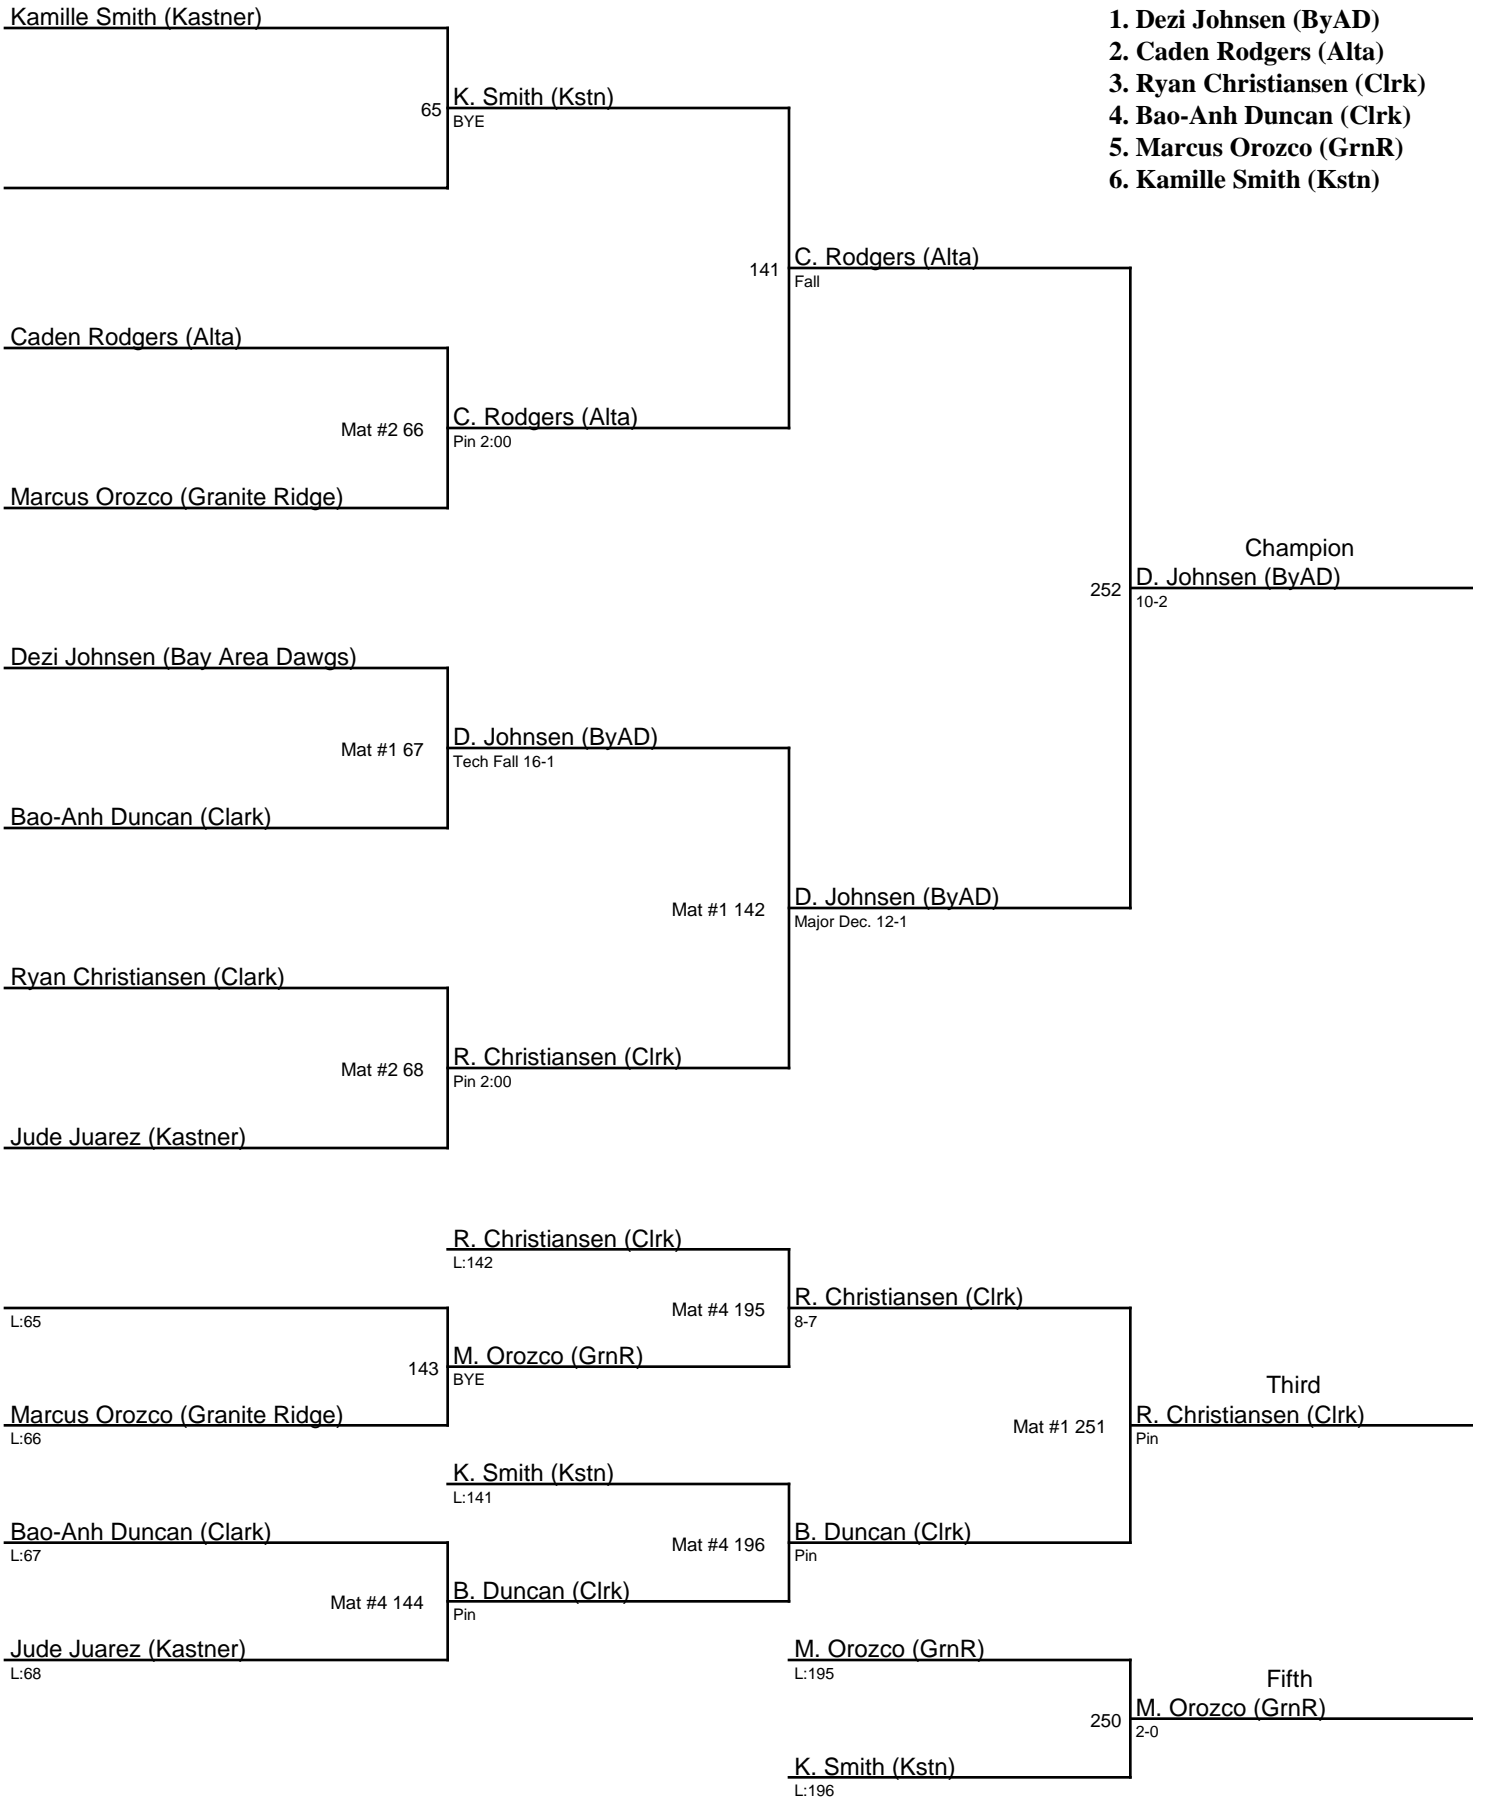 Kamille Smith (Kastner)
1. Dezi Johnsen (ByAD)
2. Caden Rodgers (Alta)
3. Ryan Christiansen (Clrk)
4. Bao-Anh Duncan (Clrk)
5. Marcus Orozco (GrnR)
6. Kamille Smith (Kstn)
65
K. Smith (Kstn)
BYE
141
C. Rodgers (Alta)
Fall
Caden Rodgers (Alta)
Mat #2 66
C. Rodgers (Alta)
Pin 2:00
Marcus Orozco (Granite Ridge)
Champion
252
D. Johnsen (ByAD)
10-2
Dezi Johnsen (Bay Area Dawgs)
Mat #1 67
D. Johnsen (ByAD)
Tech Fall 16-1
Bao-Anh Duncan (Clark)
Mat #1 142
D. Johnsen (ByAD)
Major Dec. 12-1
Ryan Christiansen (Clark)
Mat #2 68
R. Christiansen (Clrk)
Pin 2:00
Jude Juarez (Kastner)
R. Christiansen (Clrk)
L:142
Mat #4 195
R. Christiansen (Clrk)
8-7
L:65
143
M. Orozco (GrnR)
BYE
Third
Marcus Orozco (Granite Ridge)
L:66
Mat #1 251
R. Christiansen (Clrk)
Pin
K. Smith (Kstn)
L:141
Bao-Anh Duncan (Clark)
L:67
Mat #4 196
B. Duncan (Clrk)
Pin
Mat #4 144
B. Duncan (Clrk)
Pin
Jude Juarez (Kastner)
L:68
M. Orozco (GrnR)
L:195
Fifth
250
M. Orozco (GrnR)
2-0
K. Smith (Kstn)
L:196